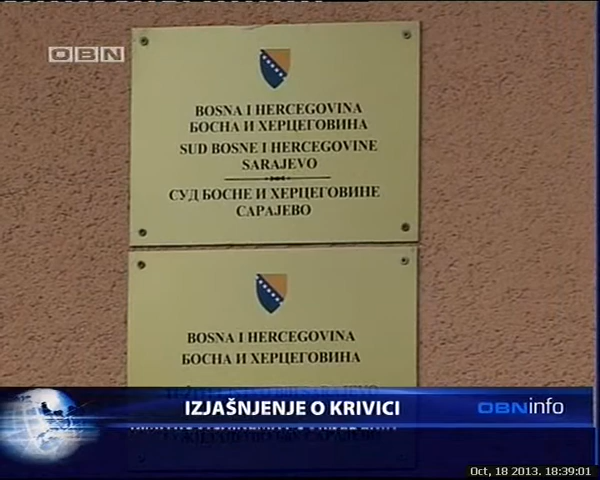 OBN
BOSNA I HERCEGOVINA
БОСНА И ХЕРЦЕГОВИНА
SUD BOSNE I HERCEGOVINE
SARAJEVO
СУД БОСНЕ И ХЕРЦЕГОВИНЕ
САРАЈЕВО
BOSNA I HERCEGOVINA
БОСНА И ХЕРЦЕГОВИНА
IZJAŠNJENJE O KRIVICI
OBNinfo
Oct, 18 2013. 18:39:01